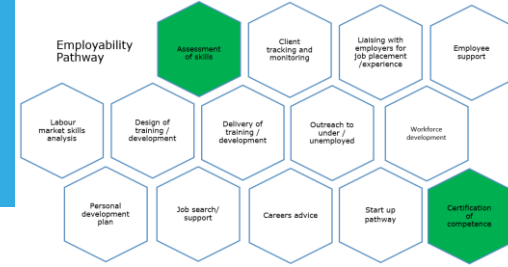 Employability
Pathway
Assessment
of skills
Client
tracking and
monitoring
Liaising with
employers for
job placement
/experience
Employee
support
Labour
market skills
analysis
Design of
training /
development
Delivery of
training /
development
Outreach to
under /
unemployed
Workforce
development
Personal
development
plan
Job search/
support
Careers advice
Start up
pathway
Certification
of
competence